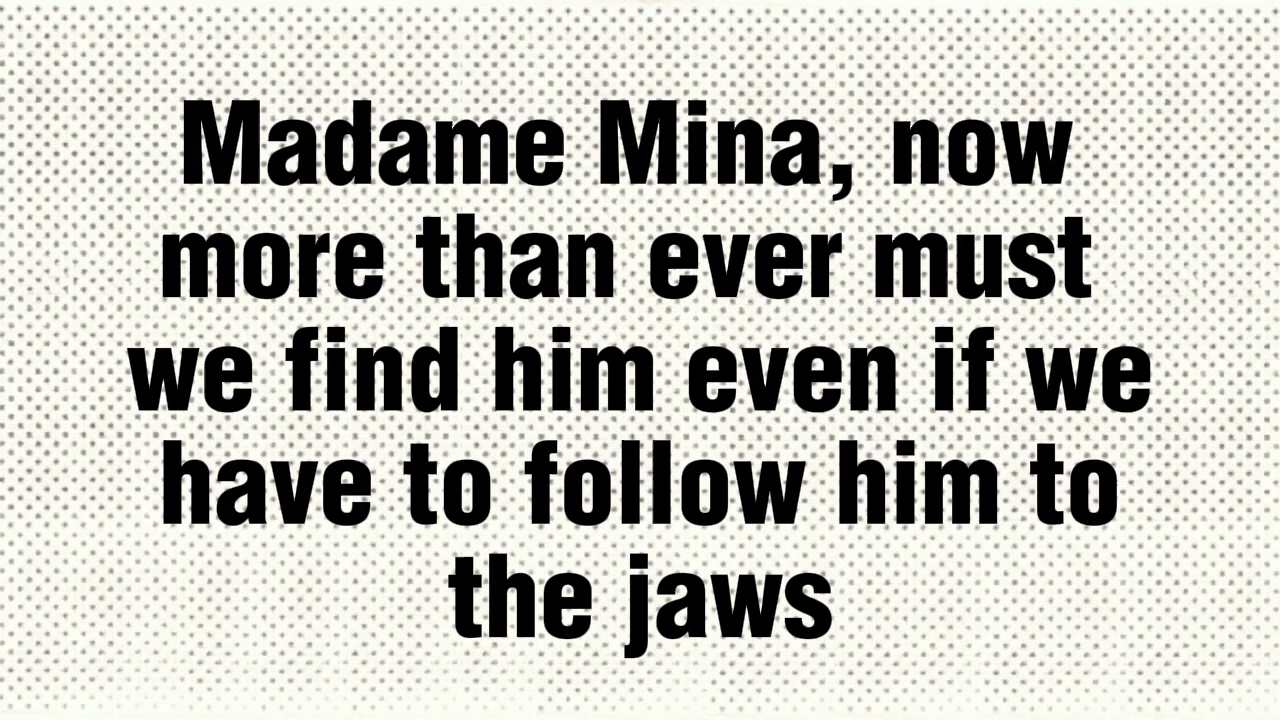 Madame Mina, now
more than ever must
we find him even if we
have to follow him to
the jaws